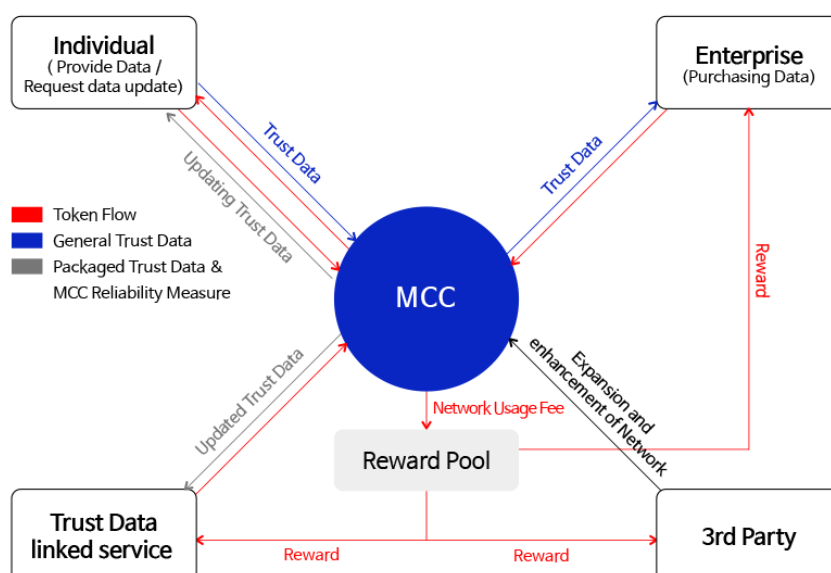 Individual
( Provide Data /
Request data update)
Enterprise
(Purchasing Data)
Trust Data
Updating Trust Data
Trust Data
Token Flow
General Trust Data
Packaged Trust Data &
MCC Reliability Measure
MCC
Reward
Updated Trust Data
Expansion and
enhancement of Network
Network Usage Fee
Reward Pool
Trust Data
linked service
Reward
Reward
3rd Party